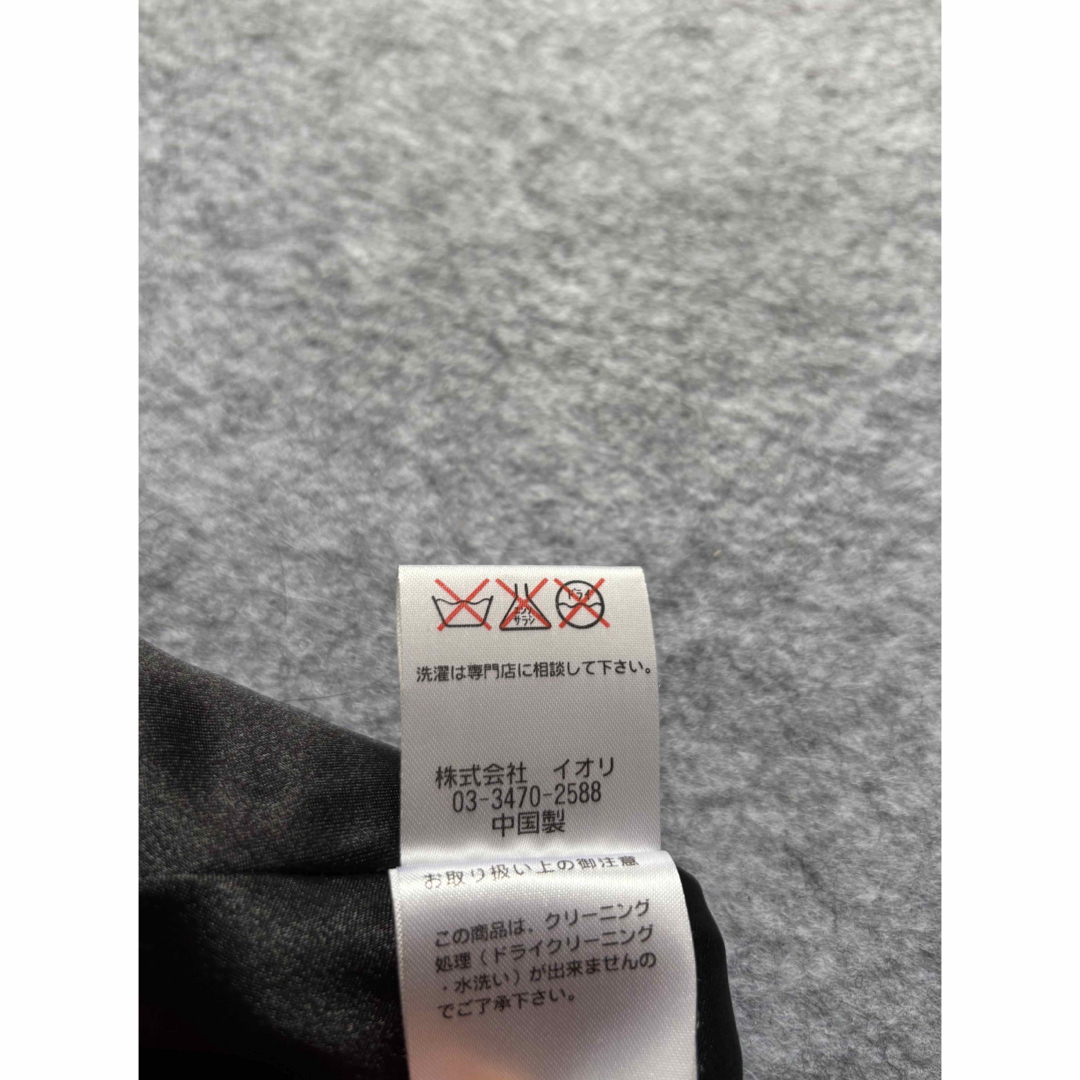 エンソ
サラシ
ドライ
洗濯は専門店に相談して下さい。
株式会社　イオリ
03-3470-2588
中国製
お取り扱い上の御注意
この商品は、クリーニング
処理（ドライクリーニング
・水洗い）が出来ませんの
でご了承下さい。